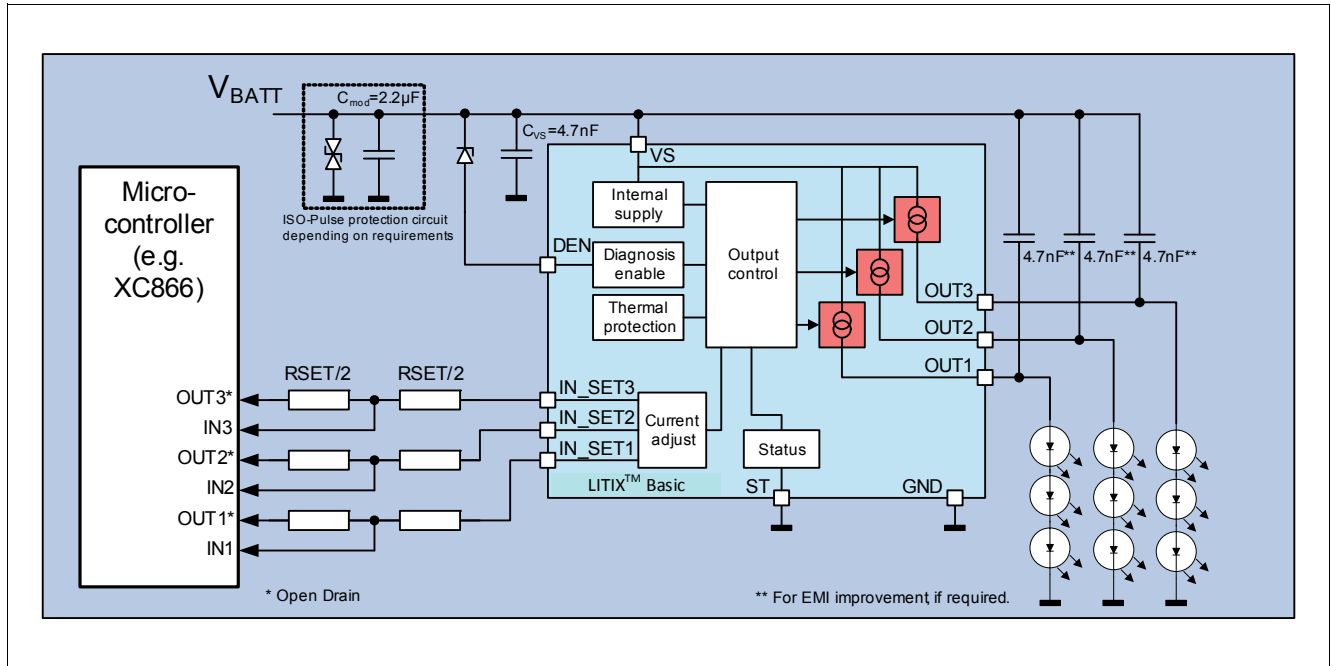 V_BATT
C_mod=2.2µF
C_VS=4.7nF
ISO-Pulse protection circuit
depending on requirements
Micro-
controller
(e.g.
XC866)
VS
Internal
supply
DEN
Diagnosis
enable
Thermal
protection
Output
control
4.7nF** 4.7nF** 4.7nF**
OUT3
OUT2
OUT1
RSET/2 RSET/2
OUT3*
IN3
OUT2*
IN2
OUT1*
IN1
IN_SET3
IN_SET2
IN_SET1
Current
adjust
Status
LITIX™ Basic
ST
GND
* Open Drain
** For EMI improvement, if required.